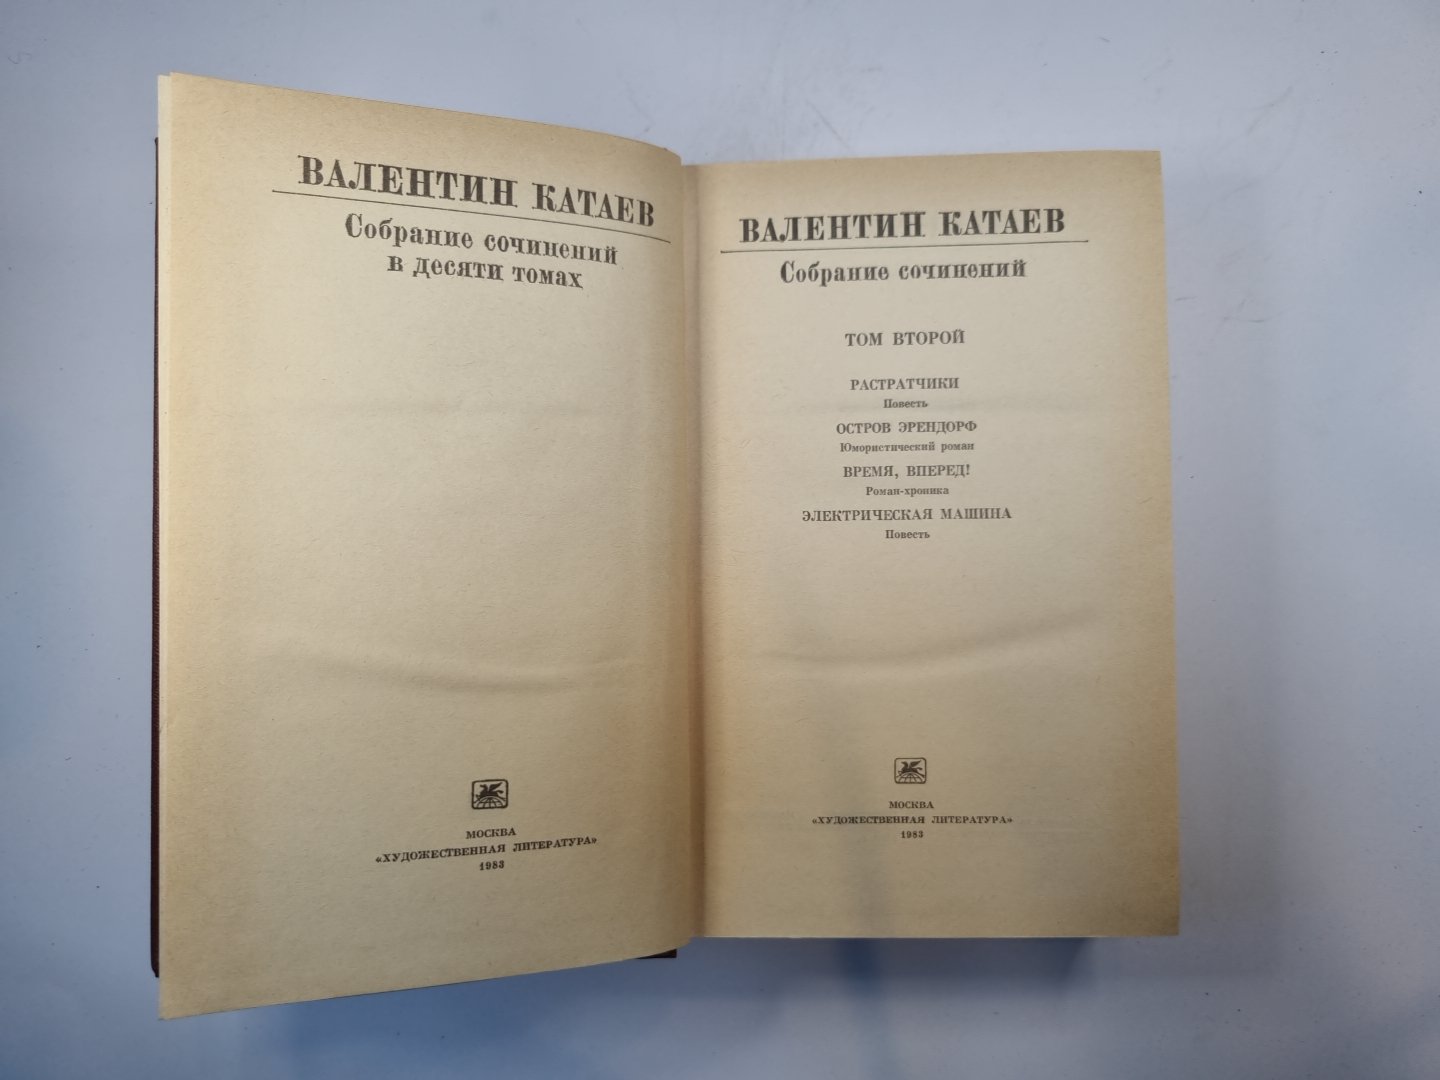 ВАЛЕНТИН КАТАЕВ
Собрание сочинений
в десяти томах
МОСКВА
«ХУДОЖЕСТВЕННАЯ ЛИТЕРАТУРА»
1983
ВАЛЕНТИН КАТАЕВ
Собрание сочинений
ТОМ ВТОРОЙ
РАСТРАТЧИКИ
Повесть
ОСТРОВ ЭРЕНДОРФ
Юмористический роман
ВРЕМЯ, ВПЕРЕД!
Роман-хроника
ЭЛЕКТРИЧЕСКАЯ МАШИНА
Повесть
МОСКВА
«ХУДОЖЕСТВЕННАЯ ЛИТЕРАТУРА»
1983